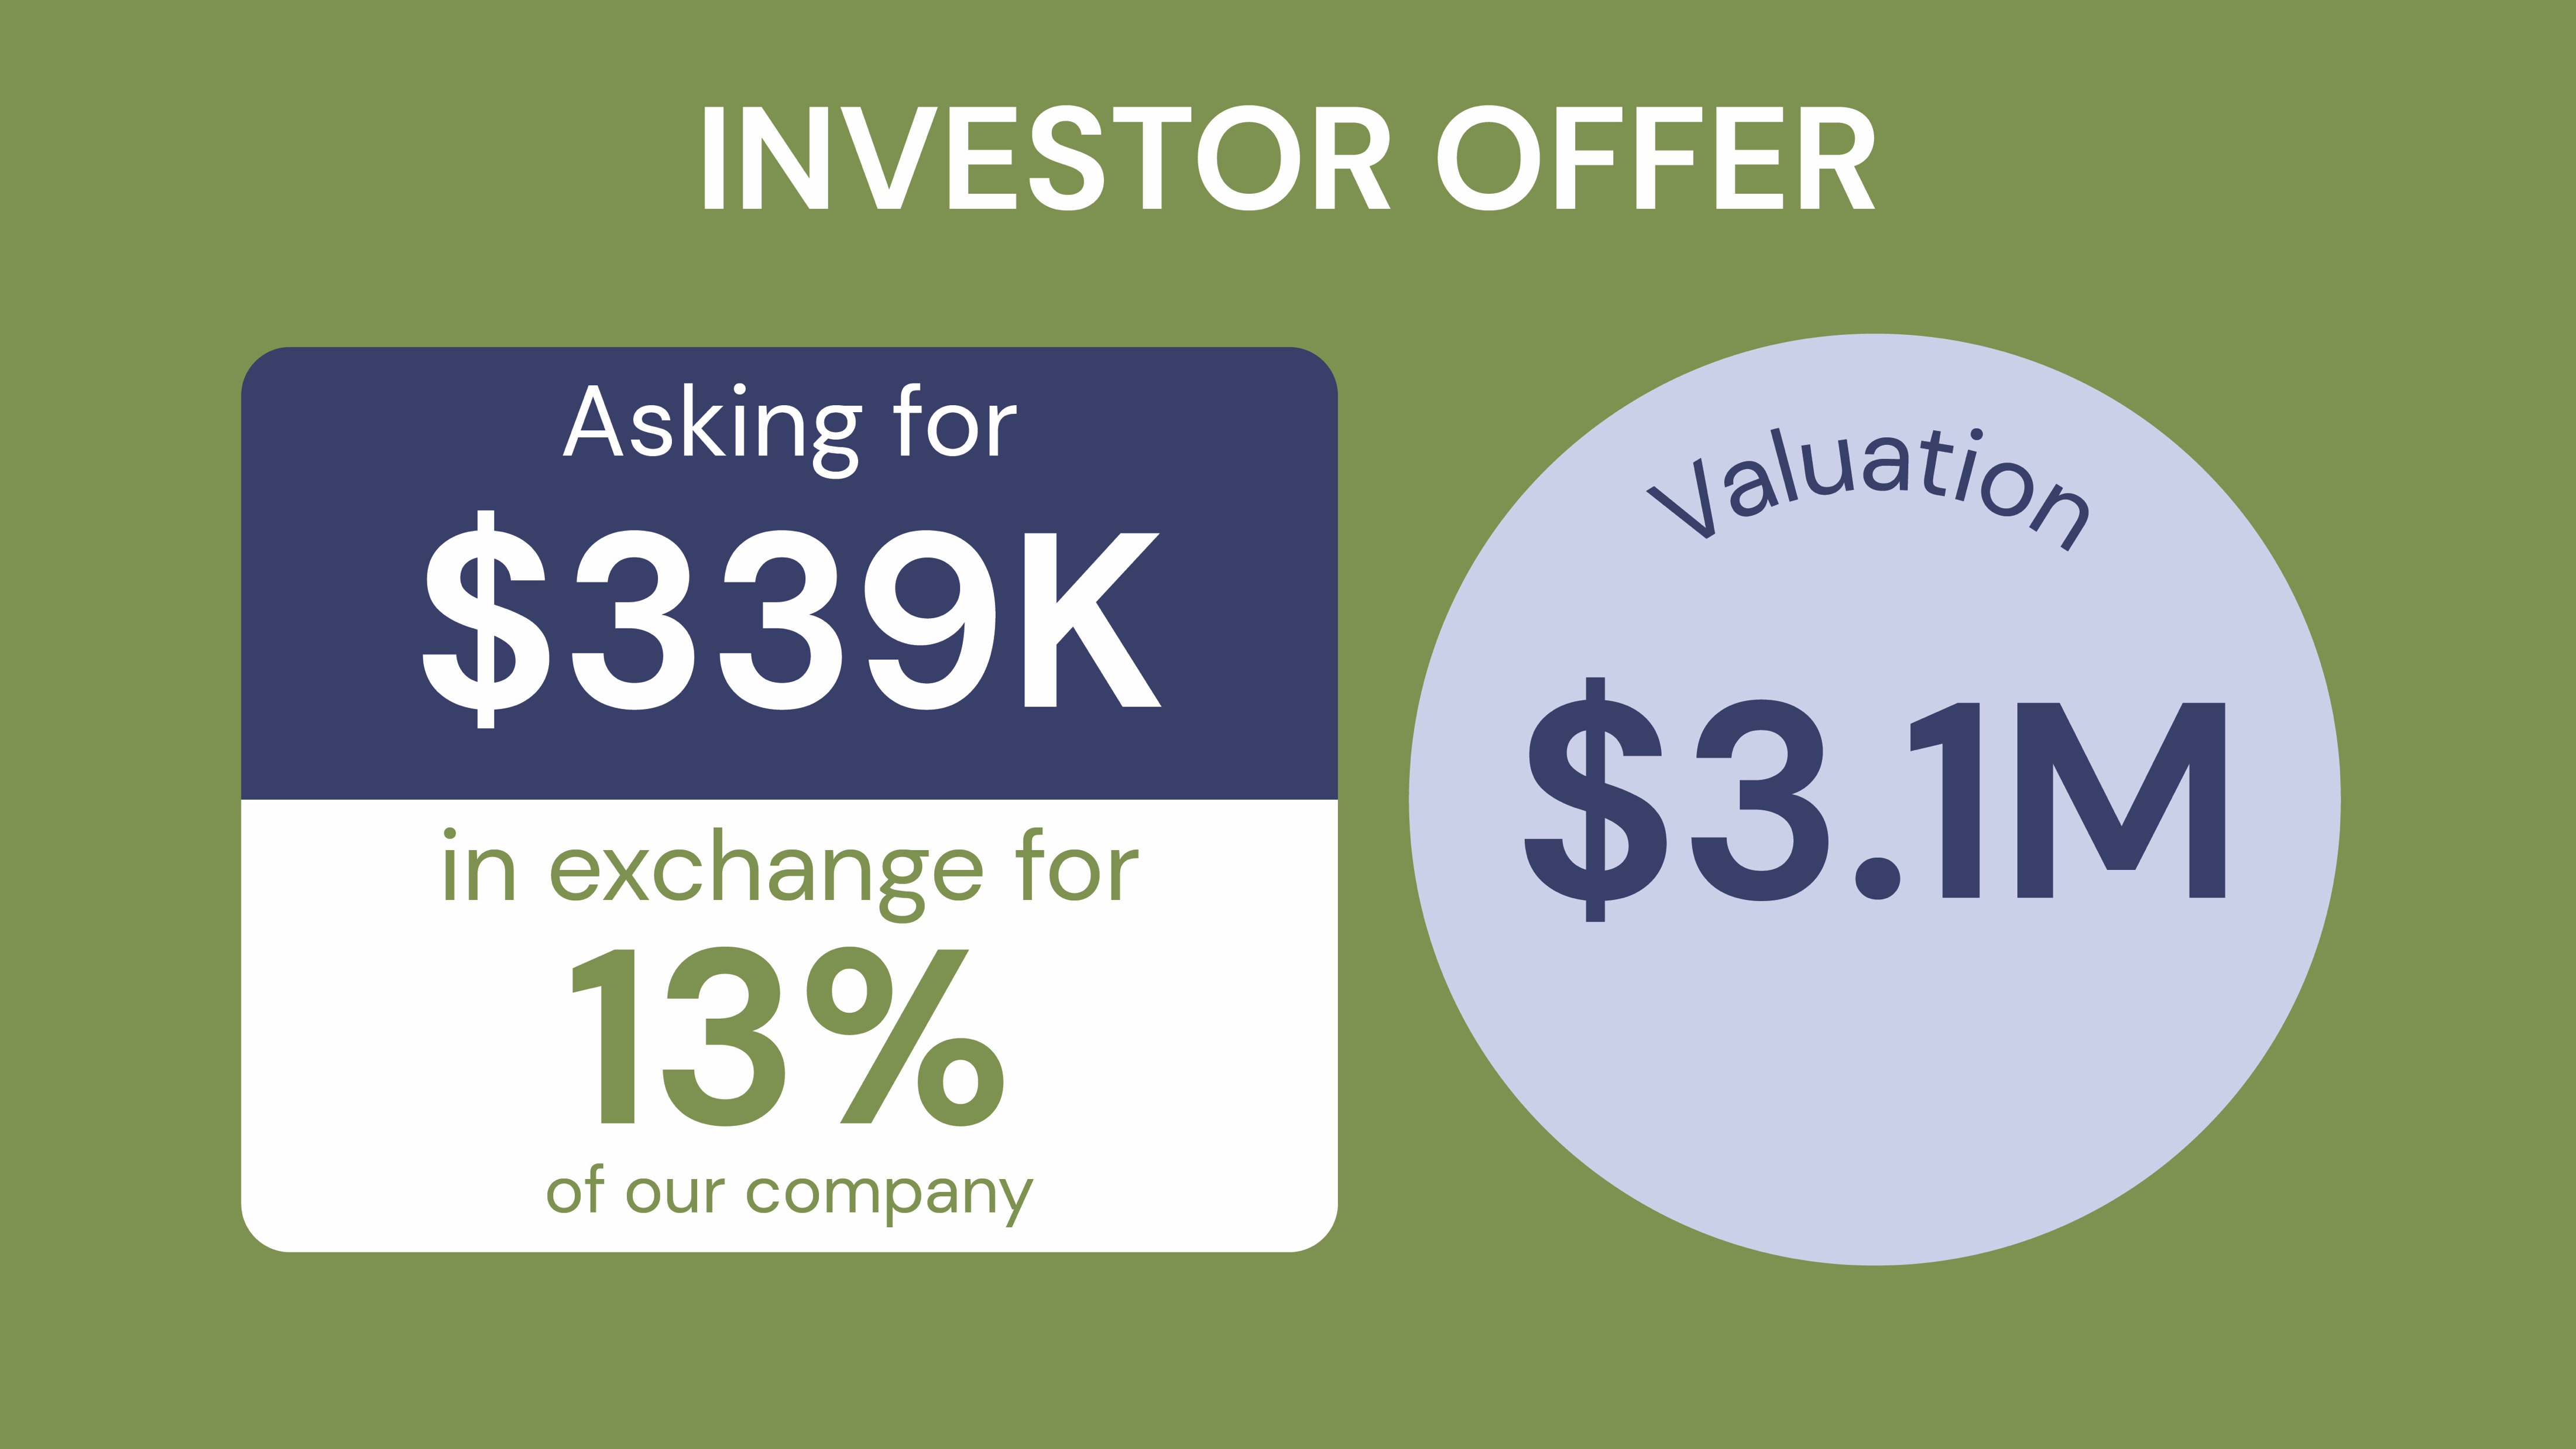 INVESTOR OFFER
Asking for
$339K
in exchange for
13%
of our company
Valuation
$3.1M